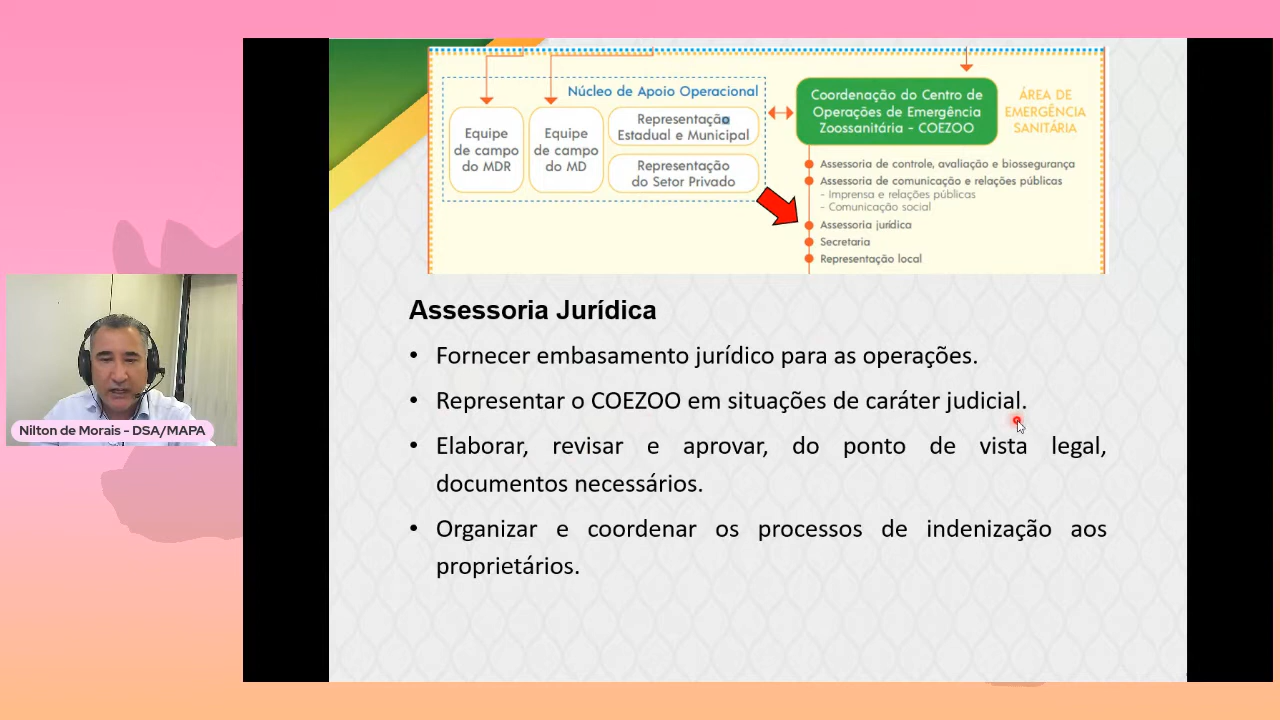 Núcleo de Apoio Operacional
Equipe
de campo
do MDR
Equipe
de campo
do MD
Representação
Estadual e Municipal
Representação
do Setor Privado
Coordenação do Centro de
Operações de Emergência
Zoossanitária - COEZOO
ÁREA DE
EMERGÊNCIA
SANITÁRIA
Assessoria de controle, avaliação e biossegurança
Assessoria de comunicação e relações públicas
- Imprensa e relações públicas
- Comunicação social
Assessoria jurídica
Secretaria
Representação local
Assessoria Jurídica
• Fornecer embasamento jurídico para as operações.
• Representar o COEZOO em situações de caráter judicial.
• Elaborar, revisar e aprovar, do ponto de vista legal,
documentos necessários.
• Organizar e coordenar os processos de indenização aos
proprietários.
Nilton de Morais - DSA/MAPA